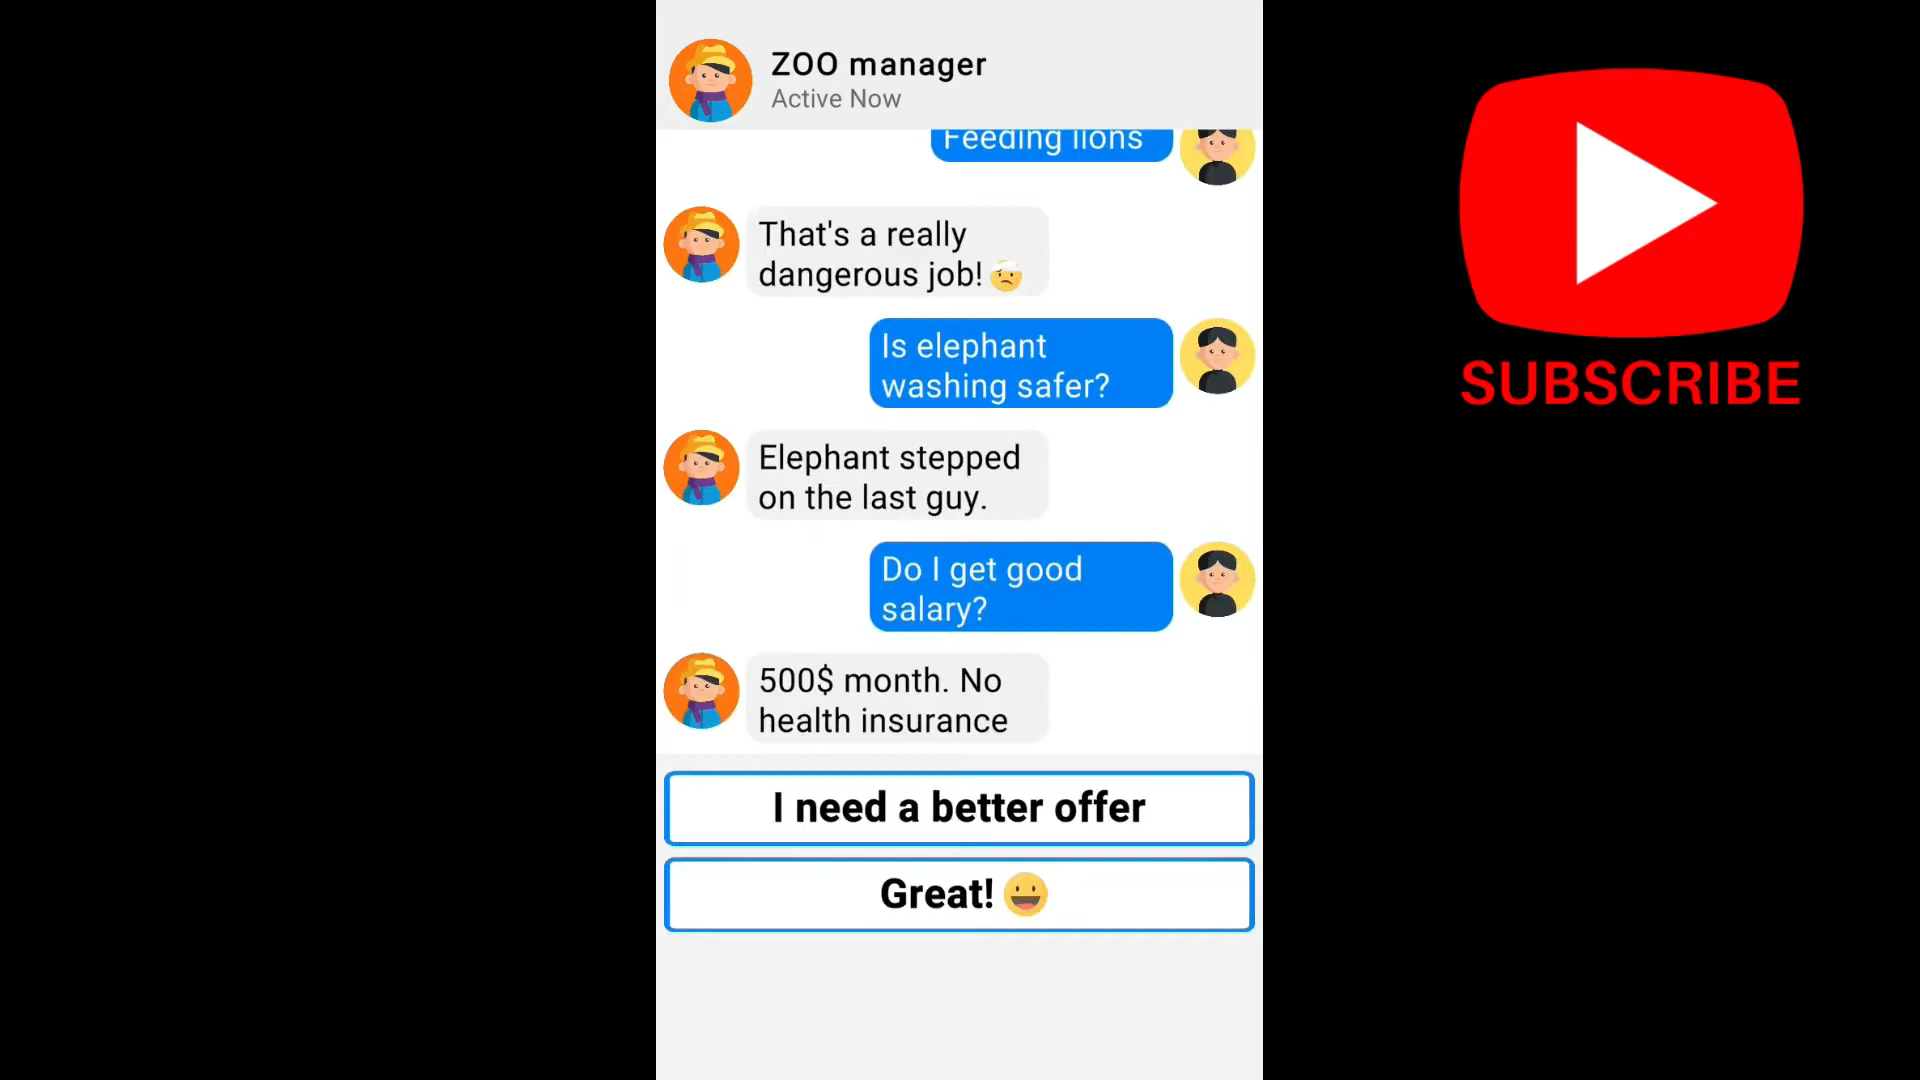 ZOO manager
Active Now
Feeding lions
That's a really
dangerous job!
Is elephant
washing safer?
Elephant stepped
on the last guy.
Do I get good
salary?
500$ month. No
health insurance
I need a better offer
Great!
SUBSCRIBE